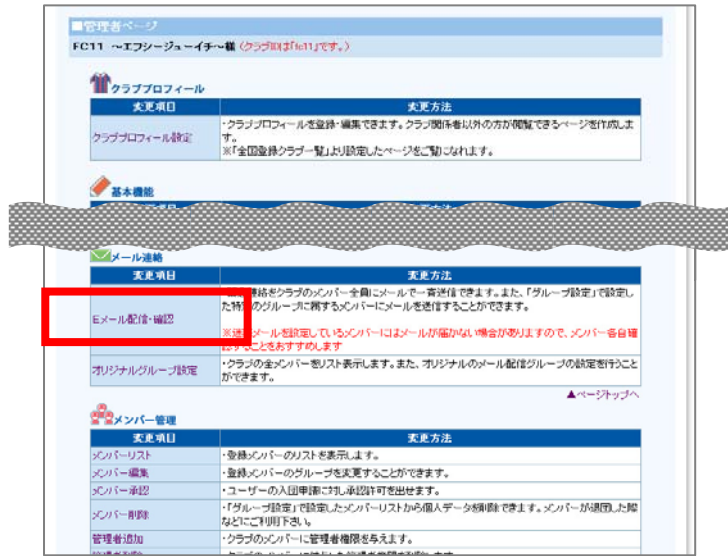 ■管理者ページ
FC11 ～エフシージューイチ～様 (クラブIDは「fc11」です。)
クラブプロフィール
変更項目 変更方法
クラブプロフィール設定
・クラブプロフィールを登録・編集できます。クラブ関係者以外の方が閲覧できるページを作成しま
す。
※「全国登録クラブ一覧」より設定したページをご覧になれます。
基本機能
メール連絡
変更項目 変更方法
Eメール配信・確認
連絡をクラブのメンバー全員にメールで一斉送信できます。また、「グループ設定」で設定し
た特定のグループに属するメンバーにメールを送信することができます。
※迷惑メールを設定しているメンバーにはメールが届かない場合がありますので、メンバー各自確
認することをおすすめします
オリジナルグループ設定
・クラブの全メンバーをリスト表示します。また、オリジナルのメール配信グループの設定を行うこと
ができます。
▲ページトップへ
メンバー管理
変更項目 変更方法
メンバーリスト ・登録メンバーのリストを表示します。
メンバー編集 ・登録メンバーのグループを変更することができます。
メンバー承認 ・ユーザーの入団申請に対し承認許可を出せます。
メンバー削除
・「グループ設定」で設定したメンバーリストから個人データを削除できます。メンバーが退団した際
などにご利用下さい。
管理者追加 ・クラブのメンバーに管理者権限を与えます。